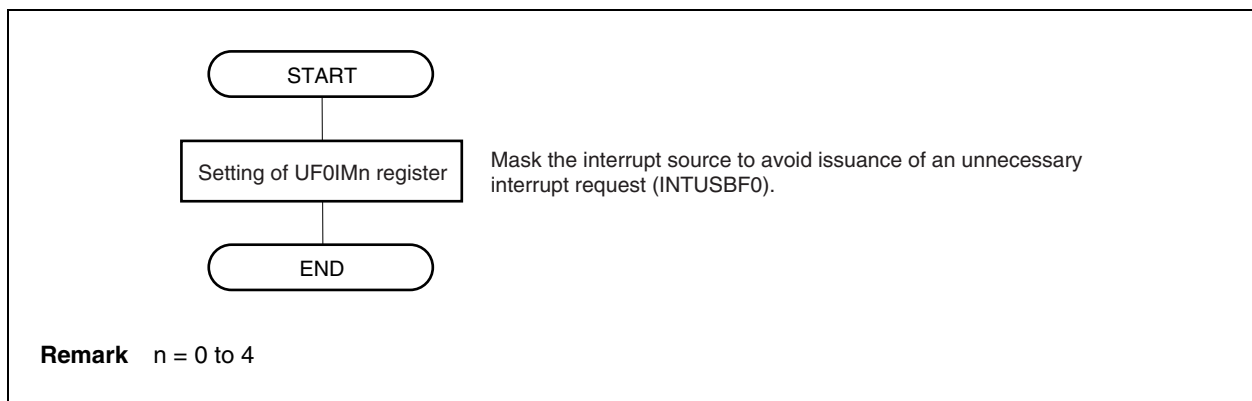 START
Setting of UF0IMn register
Mask the interrupt source to avoid issuance of an unnecessary
interrupt request (INTUSBF0).
END
Remark n = 0 to 4